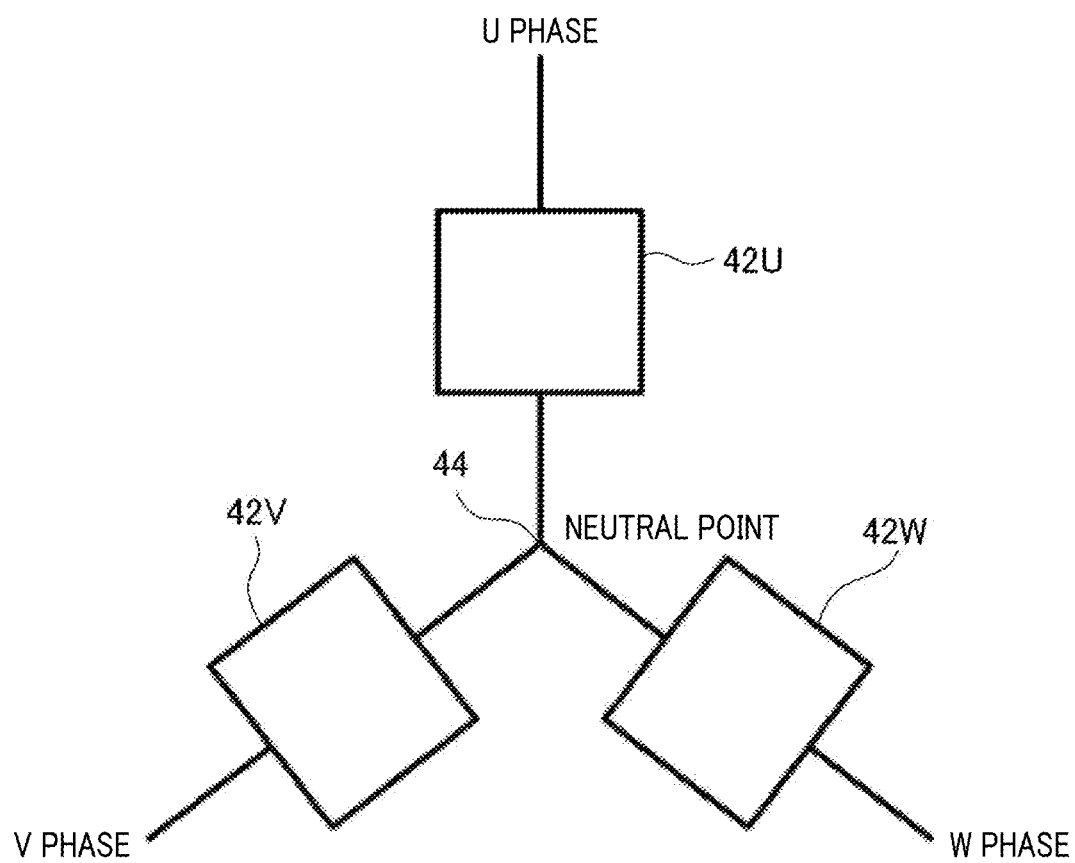 U PHASE
42U
44
42V
NEUTRAL POINT
42W
V PHASE
W PHASE